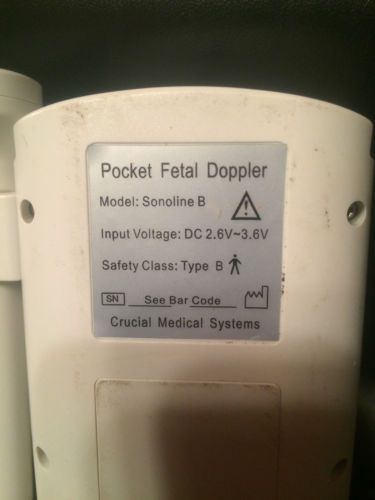 Pocket Fetal Doppler
Model: Sonoline B
Input Voltage: DC 2.6V~3.6V
Safety Class: Type B
SN See Bar Code
Crucial Medical Systems